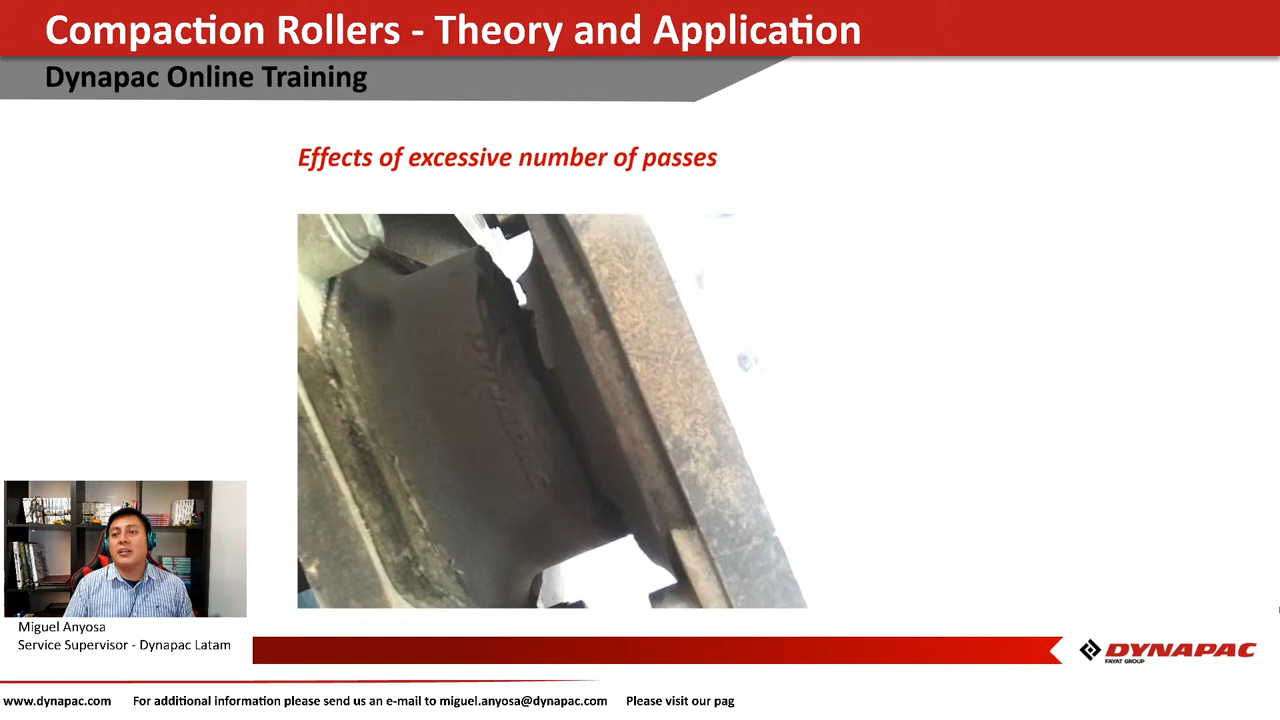 Compaction Rollers - Theory and Application
Dynapac Online Training
Effects of excessive number of passes
Miguel Anyosa
Service Supervisor - Dynapac Latam
DYNAPAC
FAYAT GROUP
www.dynapac.com For additional information please send us an e-mail to miguel.anyosa@dynapac.com Please visit our pag